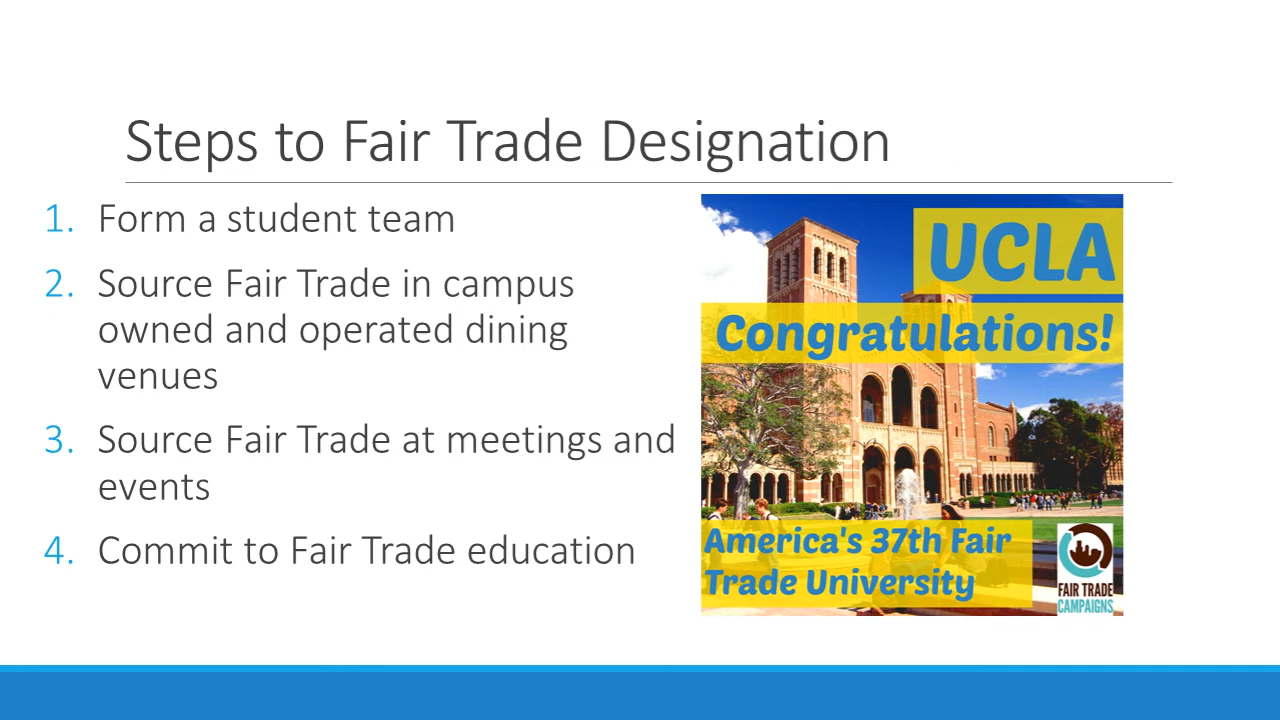 Steps to Fair Trade Designation
1. Form a student team
2. Source Fair Trade in campus
owned and operated dining
venues
3. Source Fair Trade at meetings and
events
4. Commit to Fair Trade education
UCLA
Congratulations!
America's 37th Fair
Trade University
FAIR TRADE
CAMPAIGNS